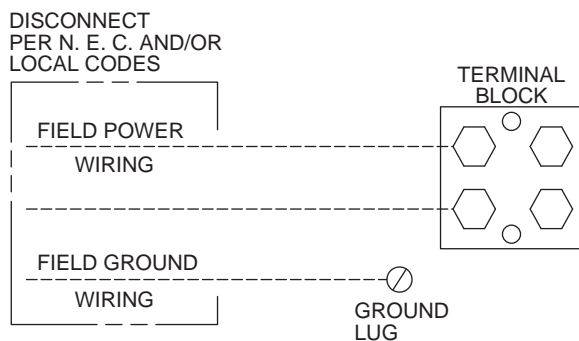 DISCONNECT
PER N. E. C. AND/OR
LOCAL CODES
TERMINAL
BLOCK
FIELD POWER
WIRING
FIELD GROUND
WIRING
GROUND
LUG